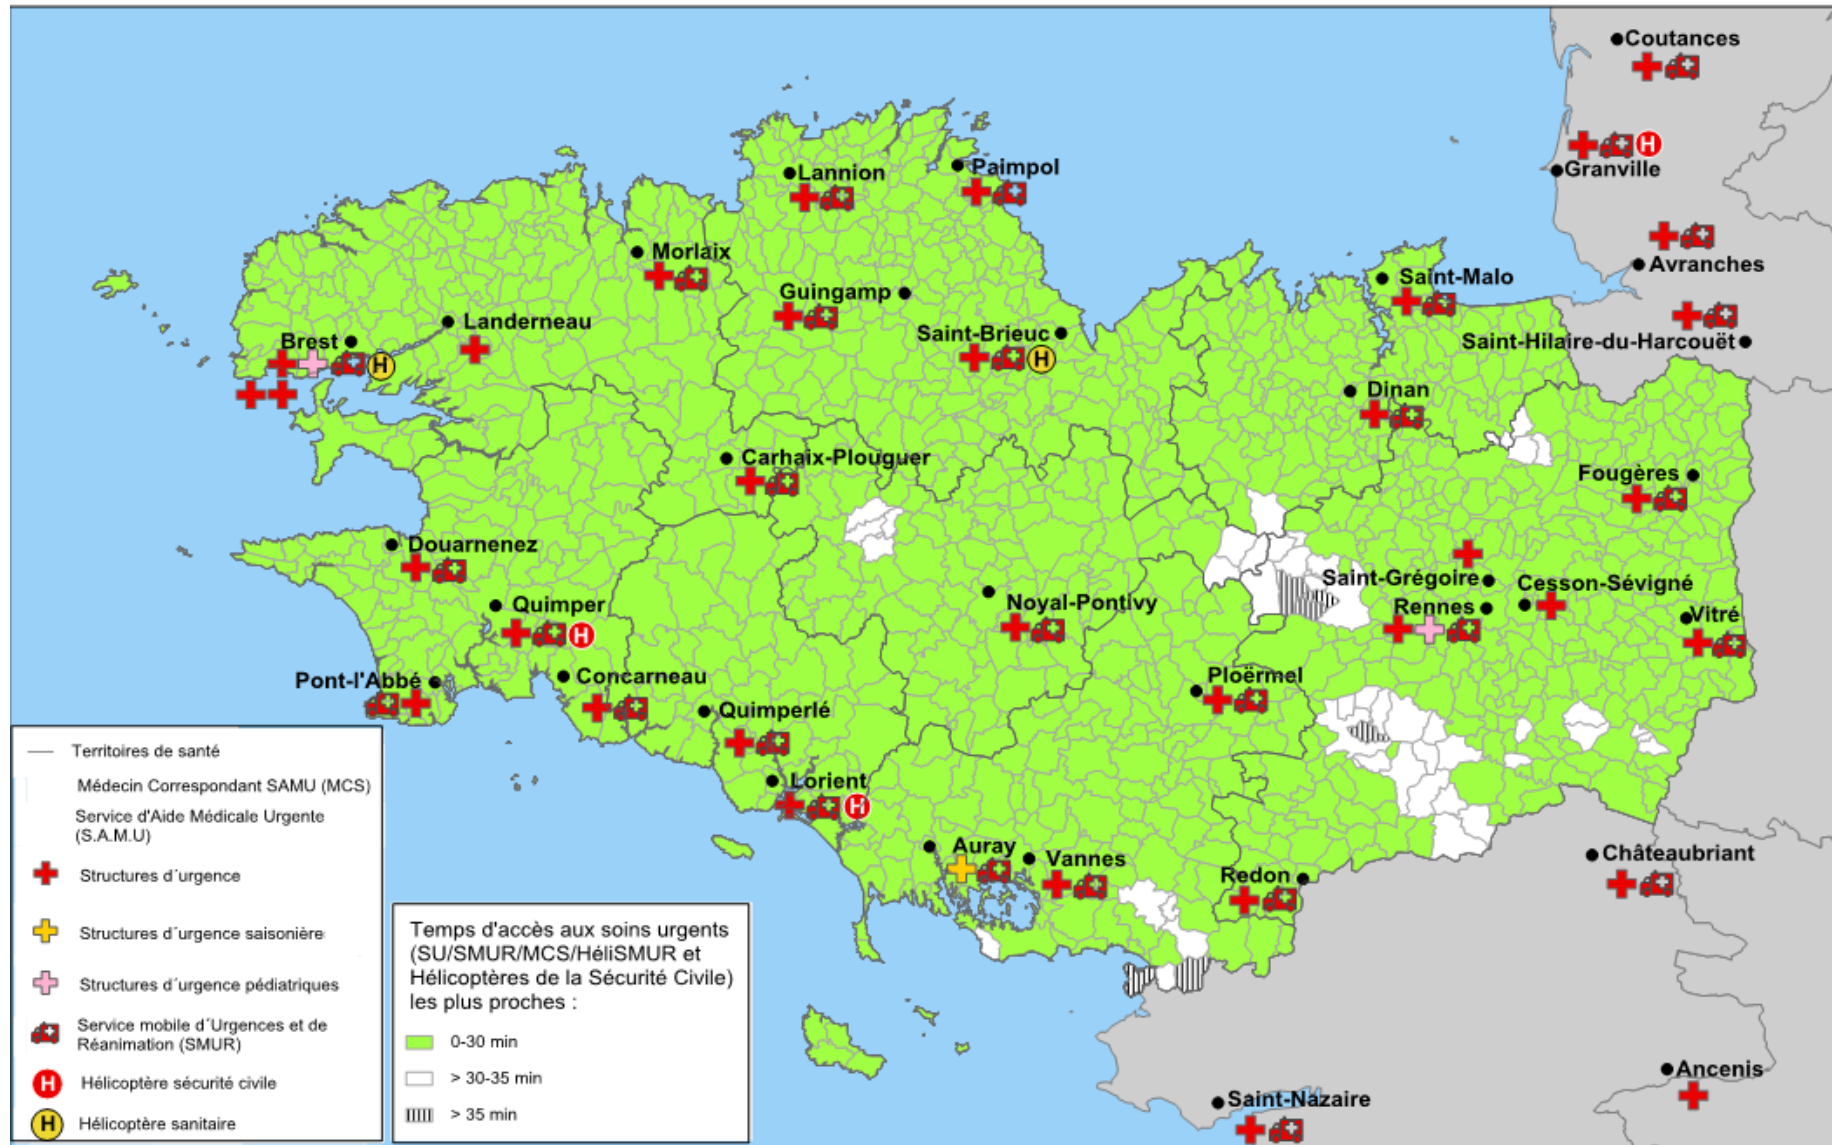 Coutances
H
Granville
Paimpol
Lannion
Avranches
Morlaix
Saint-Malo
Guingamp
Landerneau
Saint-Brieuc
Brest
Saint-Hilaire-du-Harcouët
H
H
Dinan
Carhaix-Plouguer
Fougères
Douarnenez
Saint-Grégoire
Cesson-Sévigné
Quimper
Noyal-Pontivy
Rennes
Vitré
H
Pont-l'Abbé
Concarneau
Ploërmel
Quimperlé
Lorient
H
Auray
Vannes
Redon
Châteaubriant
Ancenis
Saint-Nazaire
Territoires de santé
Médecin Correspondant SAMU (MCS)
Service d'Aide Médicale Urgente
(S.A.M.U)
Structures d´urgence
Structures d´urgence saisonière
Structures d´urgence pédiatriques
Service mobile d´Urgences et de
Réanimation (SMUR)
H Hélicoptère sécurité civile
H Hélicoptère sanitaire
Temps d'accès aux soins urgents
(SU/SMUR/MCS/HéliSMUR et
Hélicoptères de la Sécurité Civile)
les plus proches :
0-30 min
> 30-35 min
> 35 min